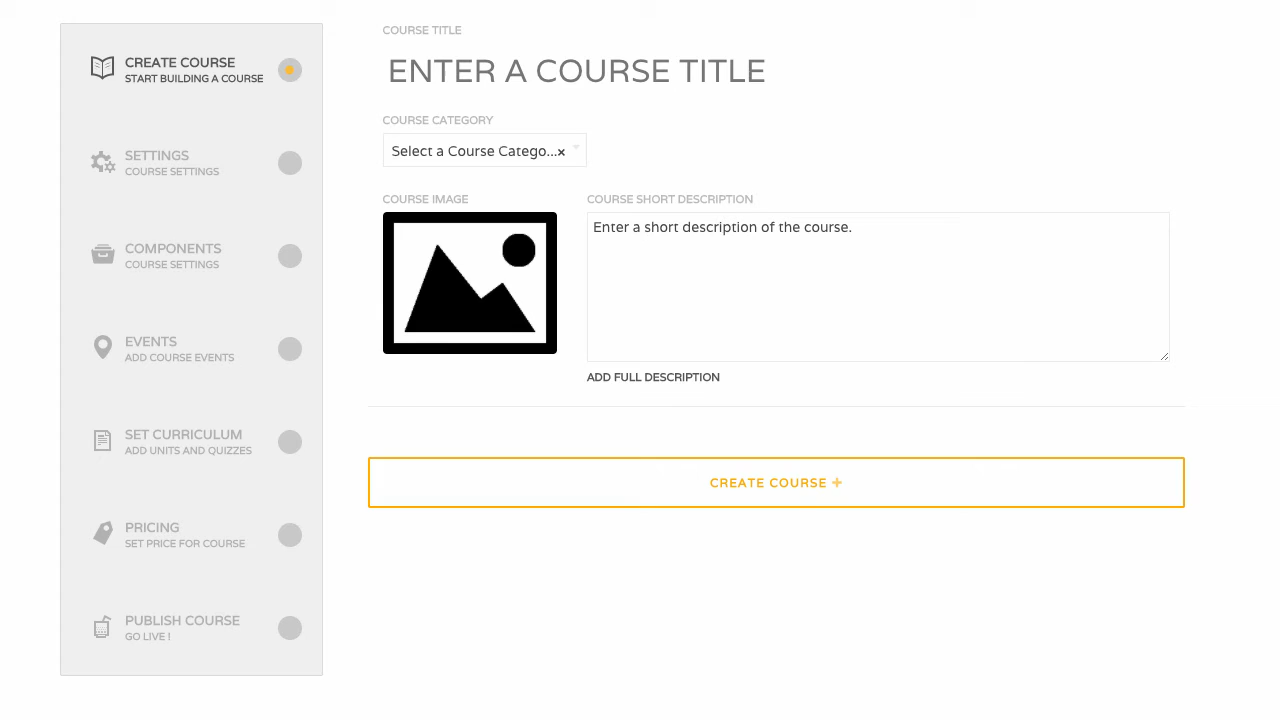 CREATE COURSE
START BUILDING A COURSE
SETTINGS
COURSE SETTINGS
COMPONENTS
COURSE SETTINGS
EVENTS
ADD COURSE EVENTS
SET CURRICULUM
ADD UNITS AND QUIZZES
PRICING
SET PRICE FOR COURSE
PUBLISH COURSE
GO LIVE !
COURSE TITLE
ENTER A COURSE TITLE
COURSE CATEGORY
Select a Course Catego...×
COURSE IMAGE
COURSE SHORT DESCRIPTION
Enter a short description of the course.
ADD FULL DESCRIPTION
CREATE COURSE +